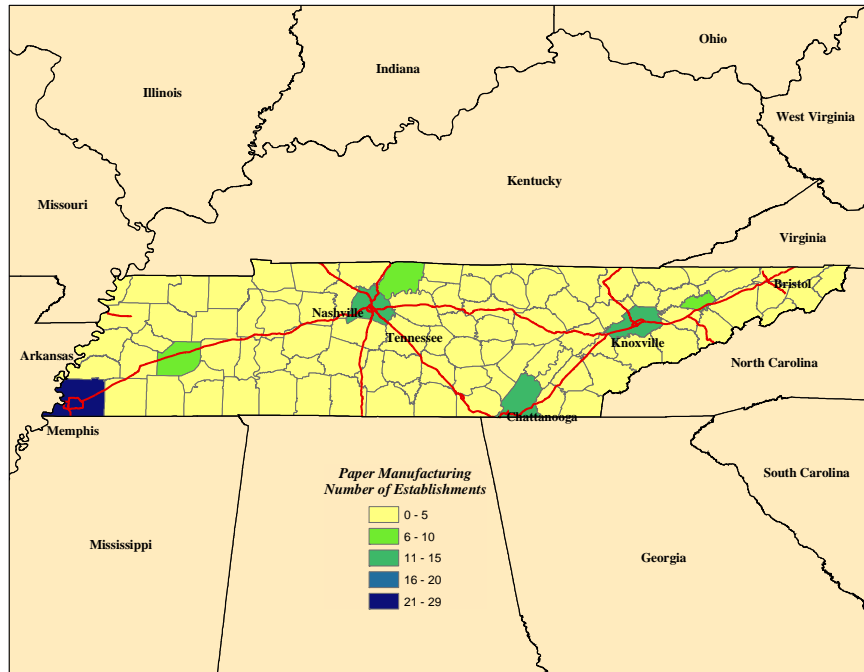 Ohio
Indiana
Illinois
West Virginia
Kentucky
Missouri
Virginia
Bristol
Nashville
Tennessee
Knoxville
Arkansas
North Carolina
Chattanooga
Memphis
Paper Manufacturing
Number of Establishments
South Carolina
0 - 5
6 - 10
Mississippi
11 - 15
Georgia
16 - 20
21 - 29